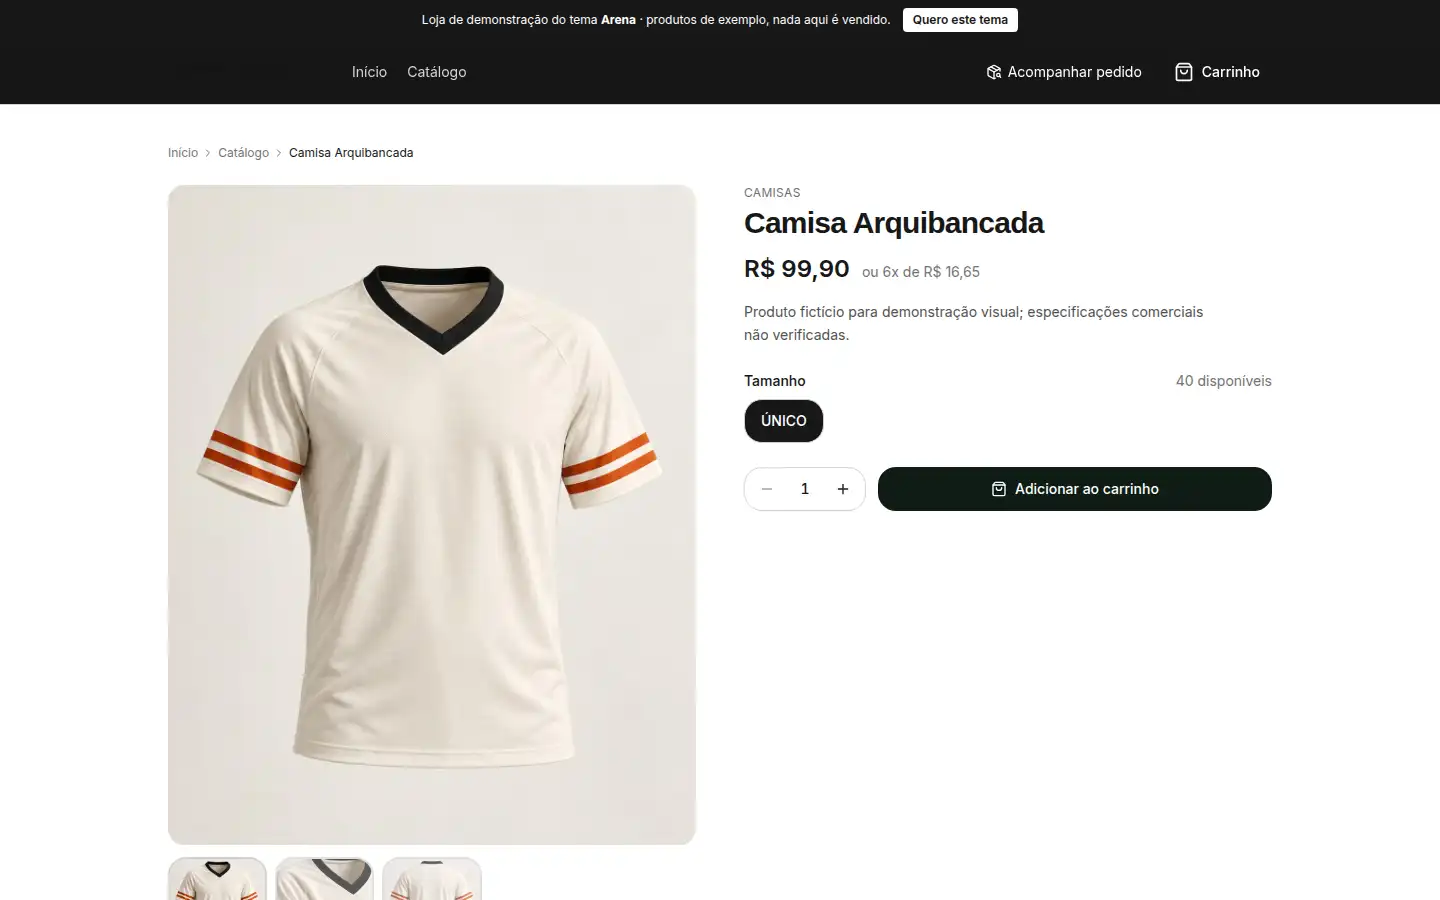 Loja de demonstração do tema Arena · produtos de exemplo, nada aqui é vendido. Quero este tema
Início Catálogo Acompanhar pedido Carrinho
Início > Catálogo > Camisa Arquibancada
CAMISAS
Camisa Arquibancada
R$ 99,90 ou 6x de R$ 16,65
Produto fictício para demonstração visual; especificações comerciais
não verificadas.
Tamanho 40 disponíveis
ÚNICO
− 1 + Adicionar ao carrinho